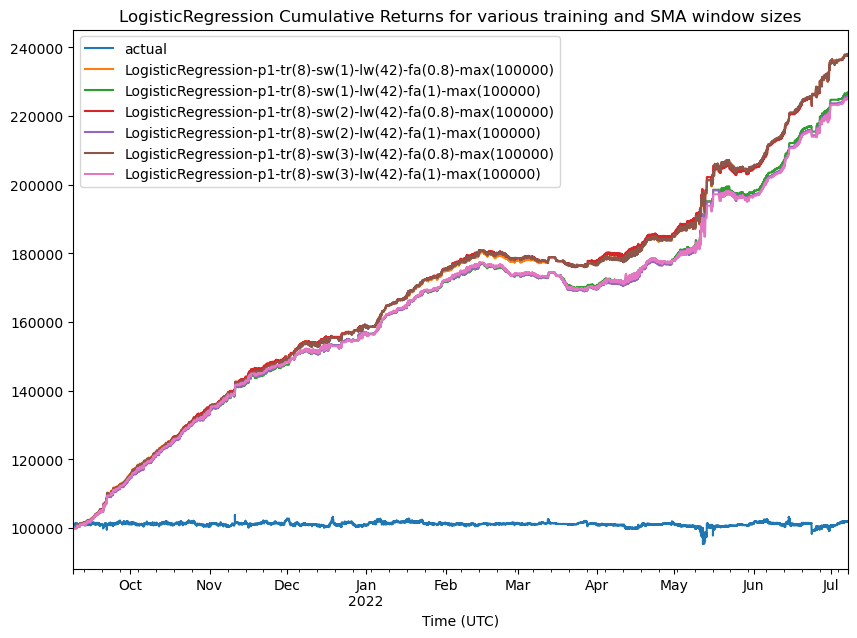 LogisticRegression Cumulative Returns for various training and SMA window sizes
actual
LogisticRegression-p1-tr(8)-sw(1)-lw(42)-fa(0.8)-max(100000)
LogisticRegression-p1-tr(8)-sw(1)-lw(42)-fa(1)-max(100000)
LogisticRegression-p1-tr(8)-sw(2)-lw(42)-fa(0.8)-max(100000)
LogisticRegression-p1-tr(8)-sw(2)-lw(42)-fa(1)-max(100000)
LogisticRegression-p1-tr(8)-sw(3)-lw(42)-fa(0.8)-max(100000)
LogisticRegression-p1-tr(8)-sw(3)-lw(42)-fa(1)-max(100000)
240000
220000
200000
180000
160000
140000
120000
100000
Oct Nov Dec Jan Feb Mar Apr May Jun Jul
2022
Time (UTC)